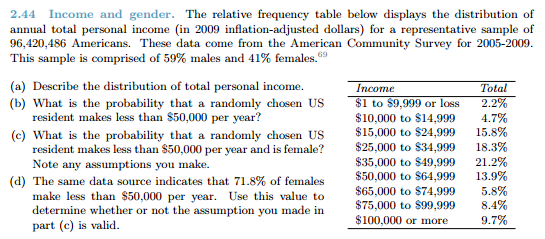 2.44 Income and gender. The relative frequency table below displays the distribution of
annual total personal income (in 2009 inflation-adjusted dollars) for a representative sample of
96,420,486 Americans. These data come from the American Community Survey for 2005-2009.
This sample is comprised of 59% males and 41% females.69
(a) Describe the distribution of total personal income.
(b) What is the probability that a randomly chosen US
resident makes less than $50,000 per year?
(c) What is the probability that a randomly chosen US
resident makes less than $50,000 per year and is female?
Note any assumptions you make.
(d) The same data source indicates that 71.8% of females
make less than $50,000 per year. Use this value to
determine whether or not the assumption you made in
part (c) is valid.
Income Total
$1 to $9,999 or loss 2.2%
$10,000 to $14,999 4.7%
$15,000 to $24,999 15.8%
$25,000 to $34,999 18.3%
$35,000 to $49,999 21.2%
$50,000 to $64,999 13.9%
$65,000 to $74,999 5.8%
$75,000 to $99,999 8.4%
$100,000 or more 9.7%